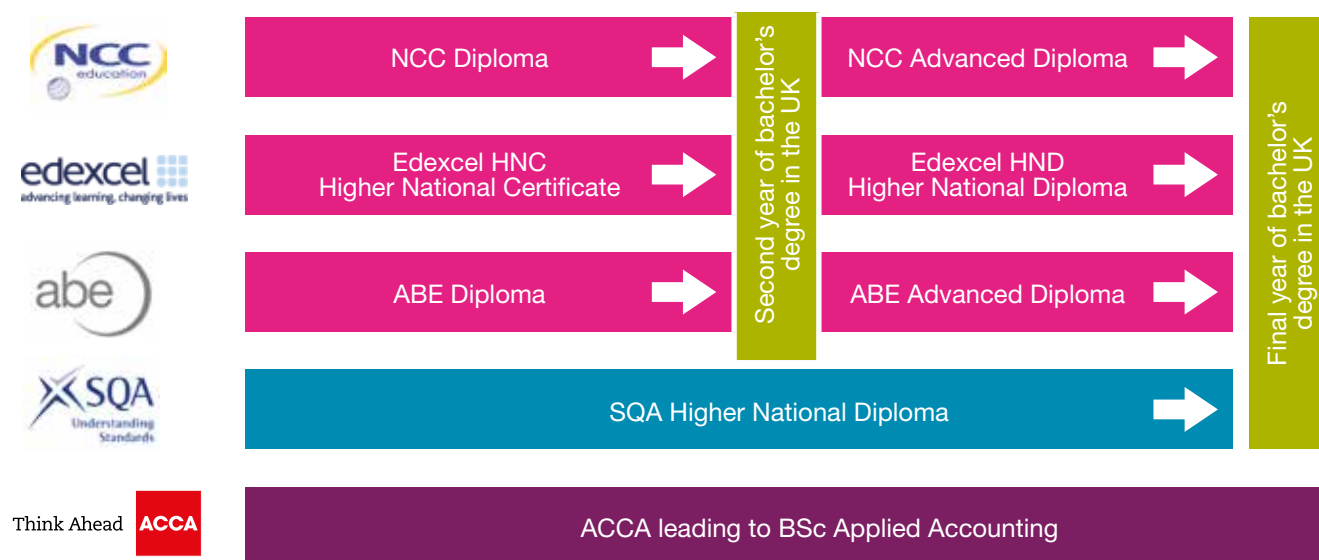 NCC
education
NCC Diploma
Second year of bachelor’s
degree in the UK
NCC Advanced Diploma
Final year of bachelor’s
degree in the UK
edexcel
advancing learning, changing lives
Edexcel HNC
Higher National Certificate
Edexcel HND
Higher National Diploma
abe
ABE Diploma
ABE Advanced Diploma
SQA
Understanding
Standards
SQA Higher National Diploma
Think Ahead
ACCA
ACCA leading to BSc Applied Accounting